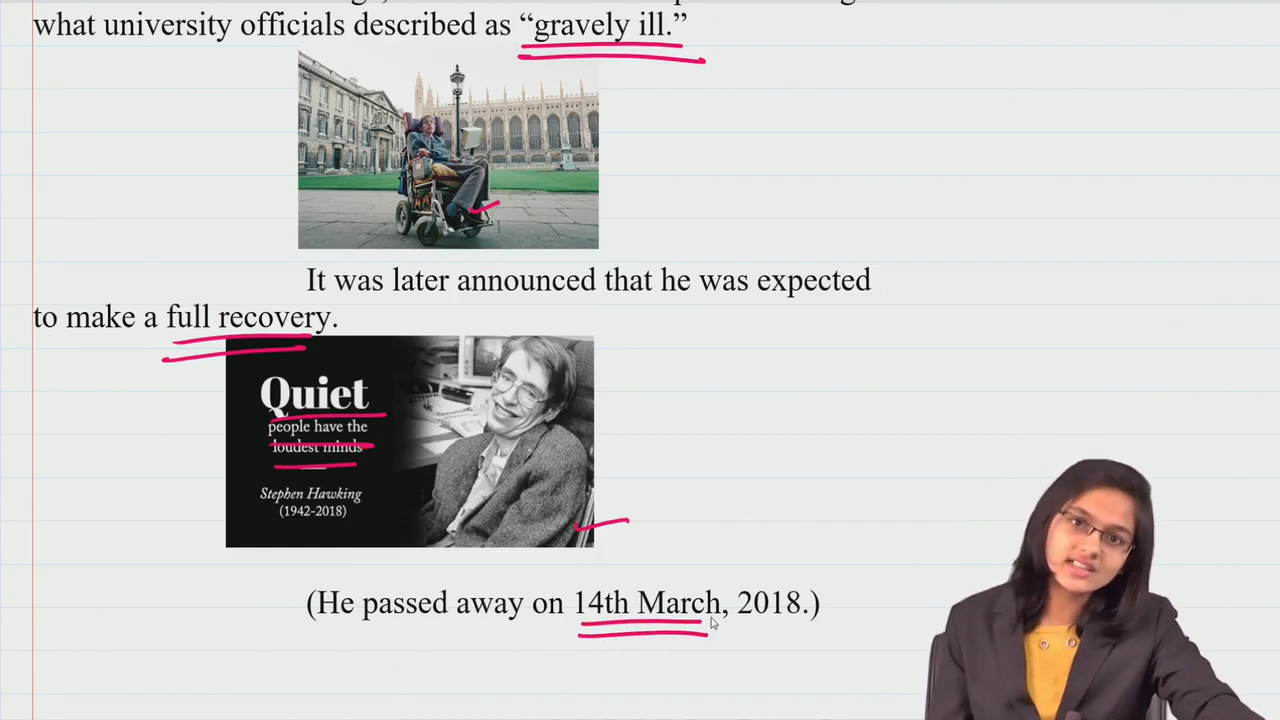 what university officials described as “gravely ill.”
It was later announced that he was expected
to make a full recovery.
Quiet
people have the
loudest minds
Stephen Hawking
(1942-2018)
(He passed away on 14th March, 2018.)